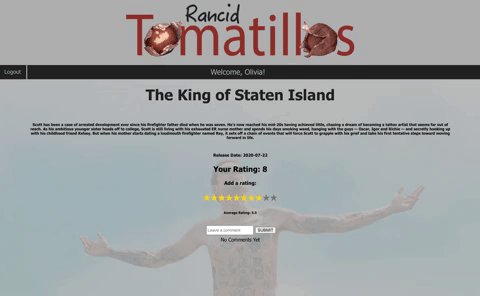 Rancid
Tomatillos
Logout
Welcome, Olivia!
The King of Staten Island
Scott has been a case of arrested development ever since his firefighter father died when he was seven. He's now reached his mid-20s having achieved little, chasing a dream of becoming a tattoo artist that seems far out of
reach. As his ambitious younger sister heads off to college, Scott is still living with his exhausted ER nurse mother and spends his days smoking weed, hanging with the guys — Oscar, Igor and Richie — and secretly hooking up
with his childhood friend Kelsey. But when his mother starts dating a loudmouth firefighter named Ray, it sets off a chain of events that will force Scott to grapple with his grief and take his first tentative steps toward moving
forward in life.
Release Date: 2020-07-22
Your Rating: 8
Add a rating:
Average Rating: 5.5
Leave a comment
SUBMIT
No Comments Yet